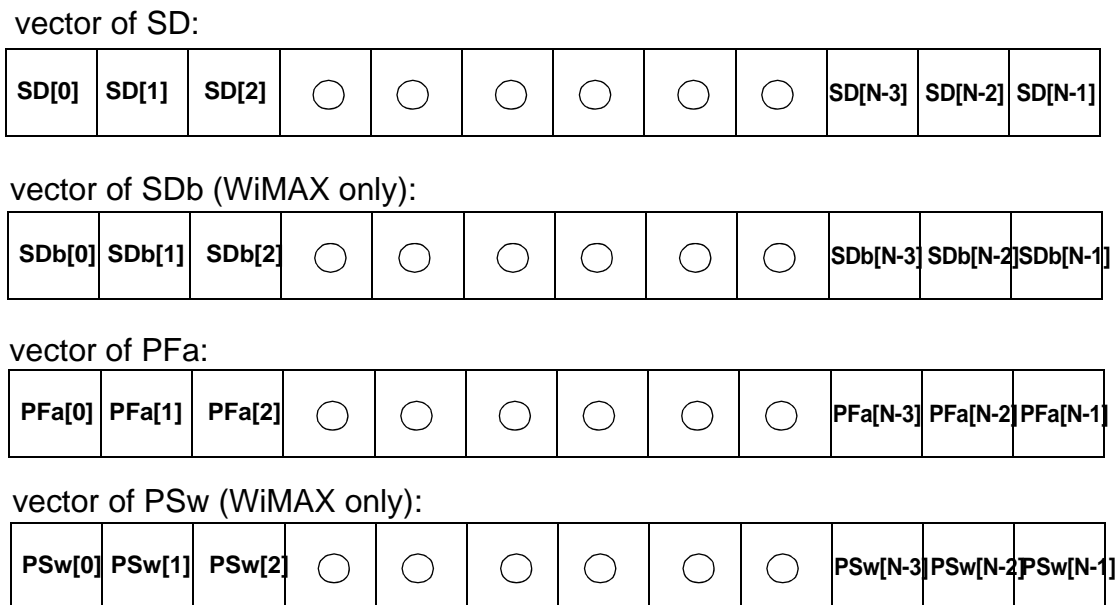 vector of SD:
SD[0] SD[1] SD[2] SD[N-3] SD[N-2] SD[N-1]
vector of SDb (WiMAX only):
SDb[0] SDb[1] SDb[2] SDb[N-3] SDb[N-2] SDb[N-1]
vector of PFa:
PFa[0] PFa[1] PFa[2] PFa[N-3] PFa[N-2] PFa[N-1]
vector of PSw (WiMAX only):
PSw[0] PSw[1] PSw[2] PSw[N-3] PSw[N-2] PSw[N-1]